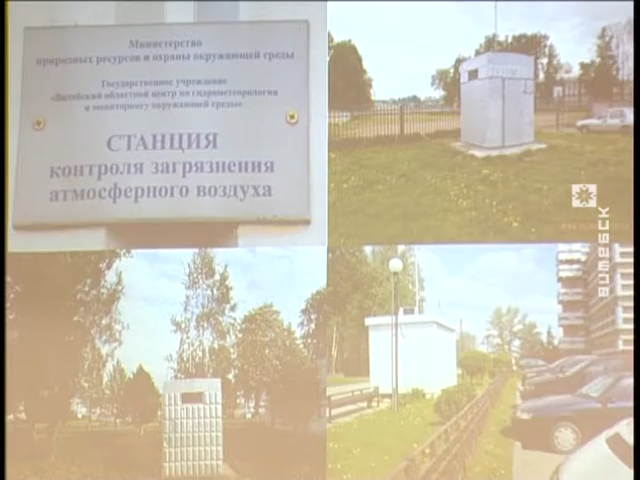 Министерство
природных ресурсов и охраны окружающей среды
Государственное учреждение
«Витебский областной центр по гидрометеорологии
и мониторингу окружающей среды»
СТАНЦИЯ
контроля загрязнения
атмосферного воздуха
ВИТЕБСК